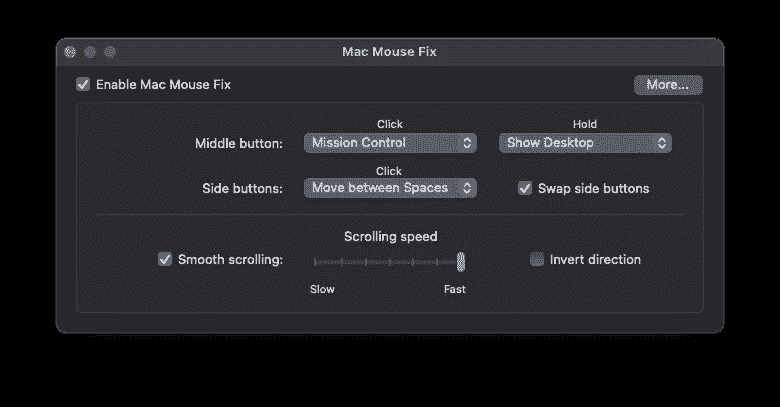 Mac Mouse Fix
Enable Mac Mouse Fix
More...
Click
Hold
Middle button:
Mission Control
Show Desktop
Click
Side buttons:
Move between Spaces
Swap side buttons
Scrolling speed
Smooth scrolling:
Invert direction
Slow
Fast